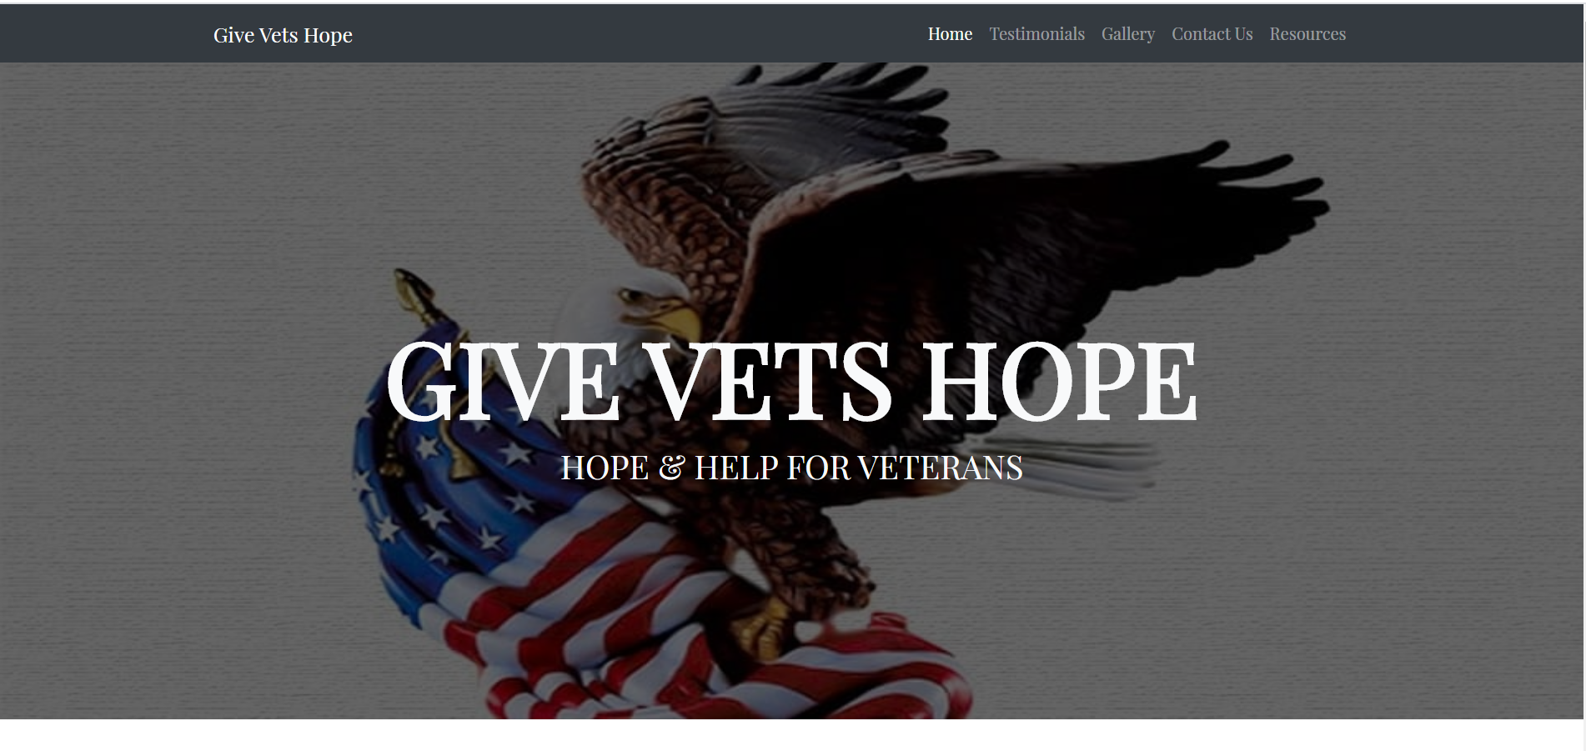 Give Vets Hope
Home Testimonials Gallery Contact Us Resources
GIVE VETS HOPE
HOPE & HELP FOR VETERANS